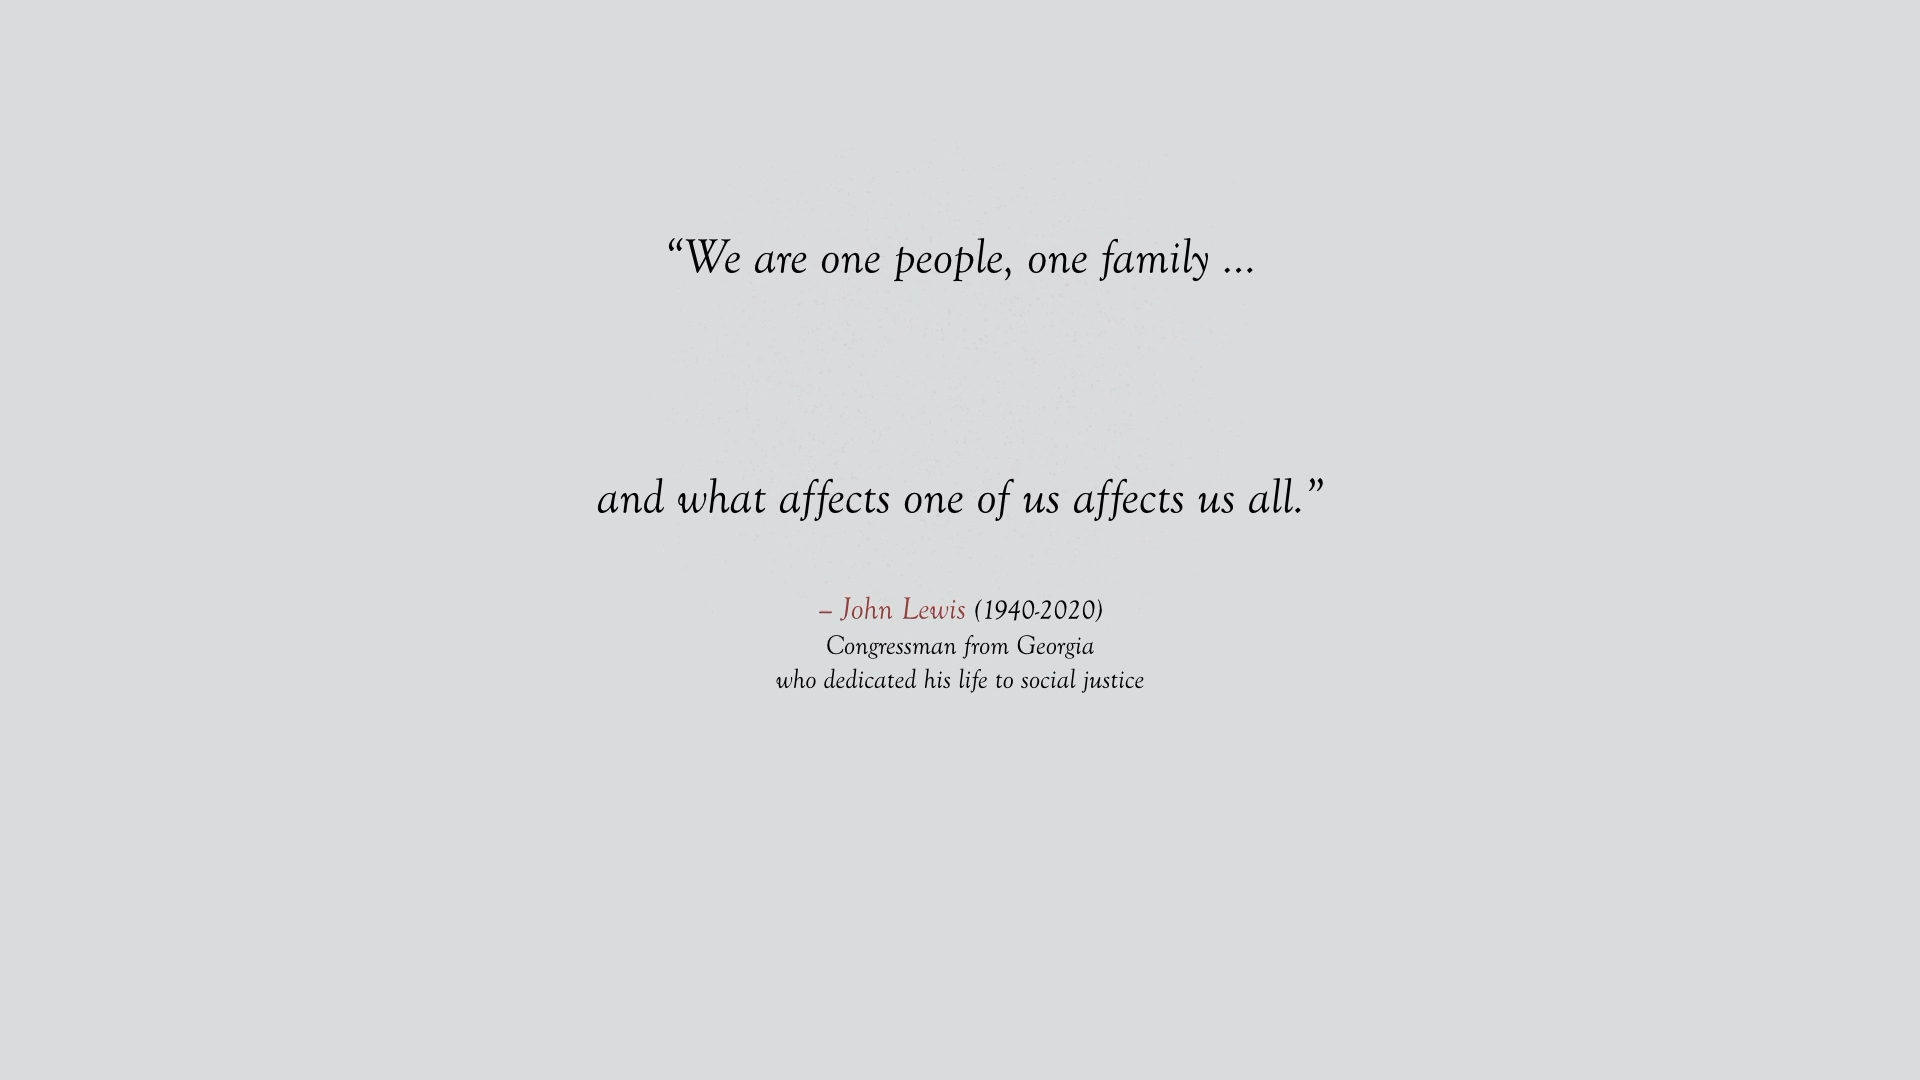 “We are one people, one family ...
and what affects one of us affects us all.”
– John Lewis (1940-2020)
Congressman from Georgia
who dedicated his life to social justice